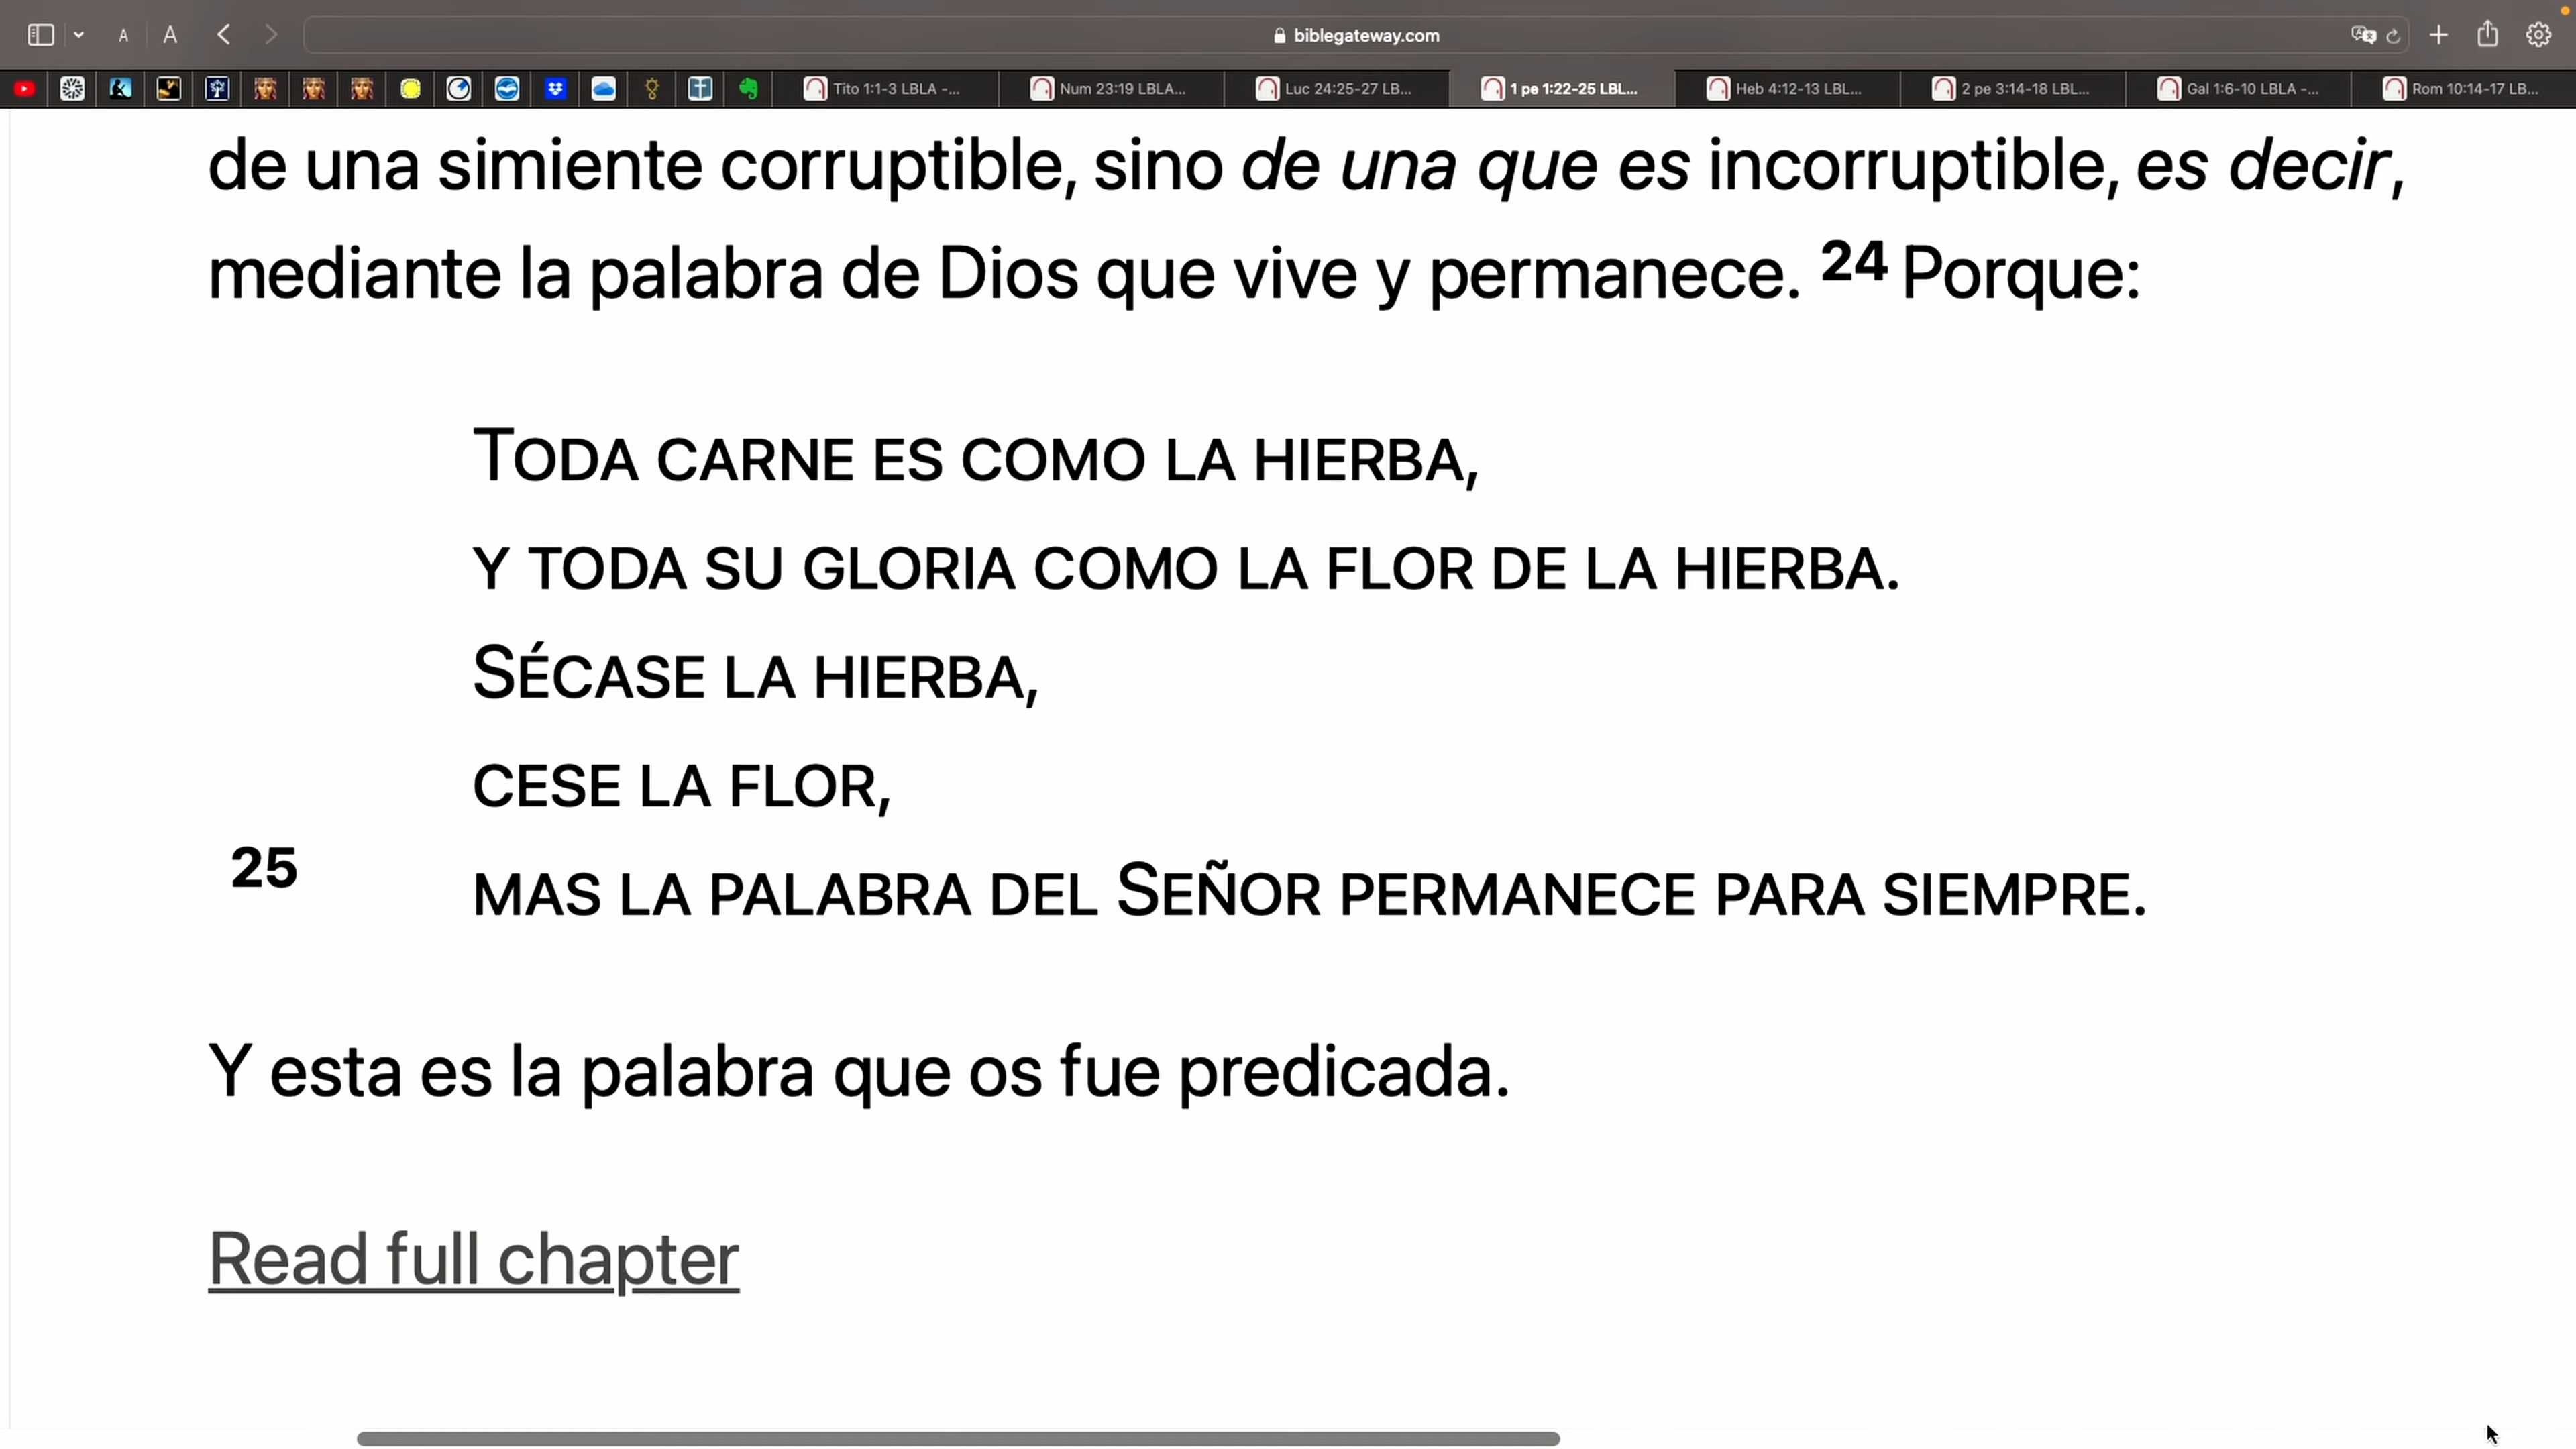 A A biblegateway.com
Tito 1:1-3 LBLA -... Num 23:19 LBLA... Luc 24:25-27 LB... 1 pe 1:22-25 LBL... Heb 4:12-13 LBL... 2 pe 3:14-18 LBL... Gal 1:6-10 LBLA -... Rom 10:14-17 LB...
de una simiente corruptible, sino de una que es incorruptible, es decir,
mediante la palabra de Dios que vive y permanece. 24 Porque:
TODA CARNE ES COMO LA HIERBA,
Y TODA SU GLORIA COMO LA FLOR DE LA HIERBA.
SÉCASE LA HIERBA,
CESE LA FLOR,
25 MAS LA PALABRA DEL SEÑOR PERMANECE PARA SIEMPRE.
Y esta es la palabra que os fue predicada.
Read full chapter